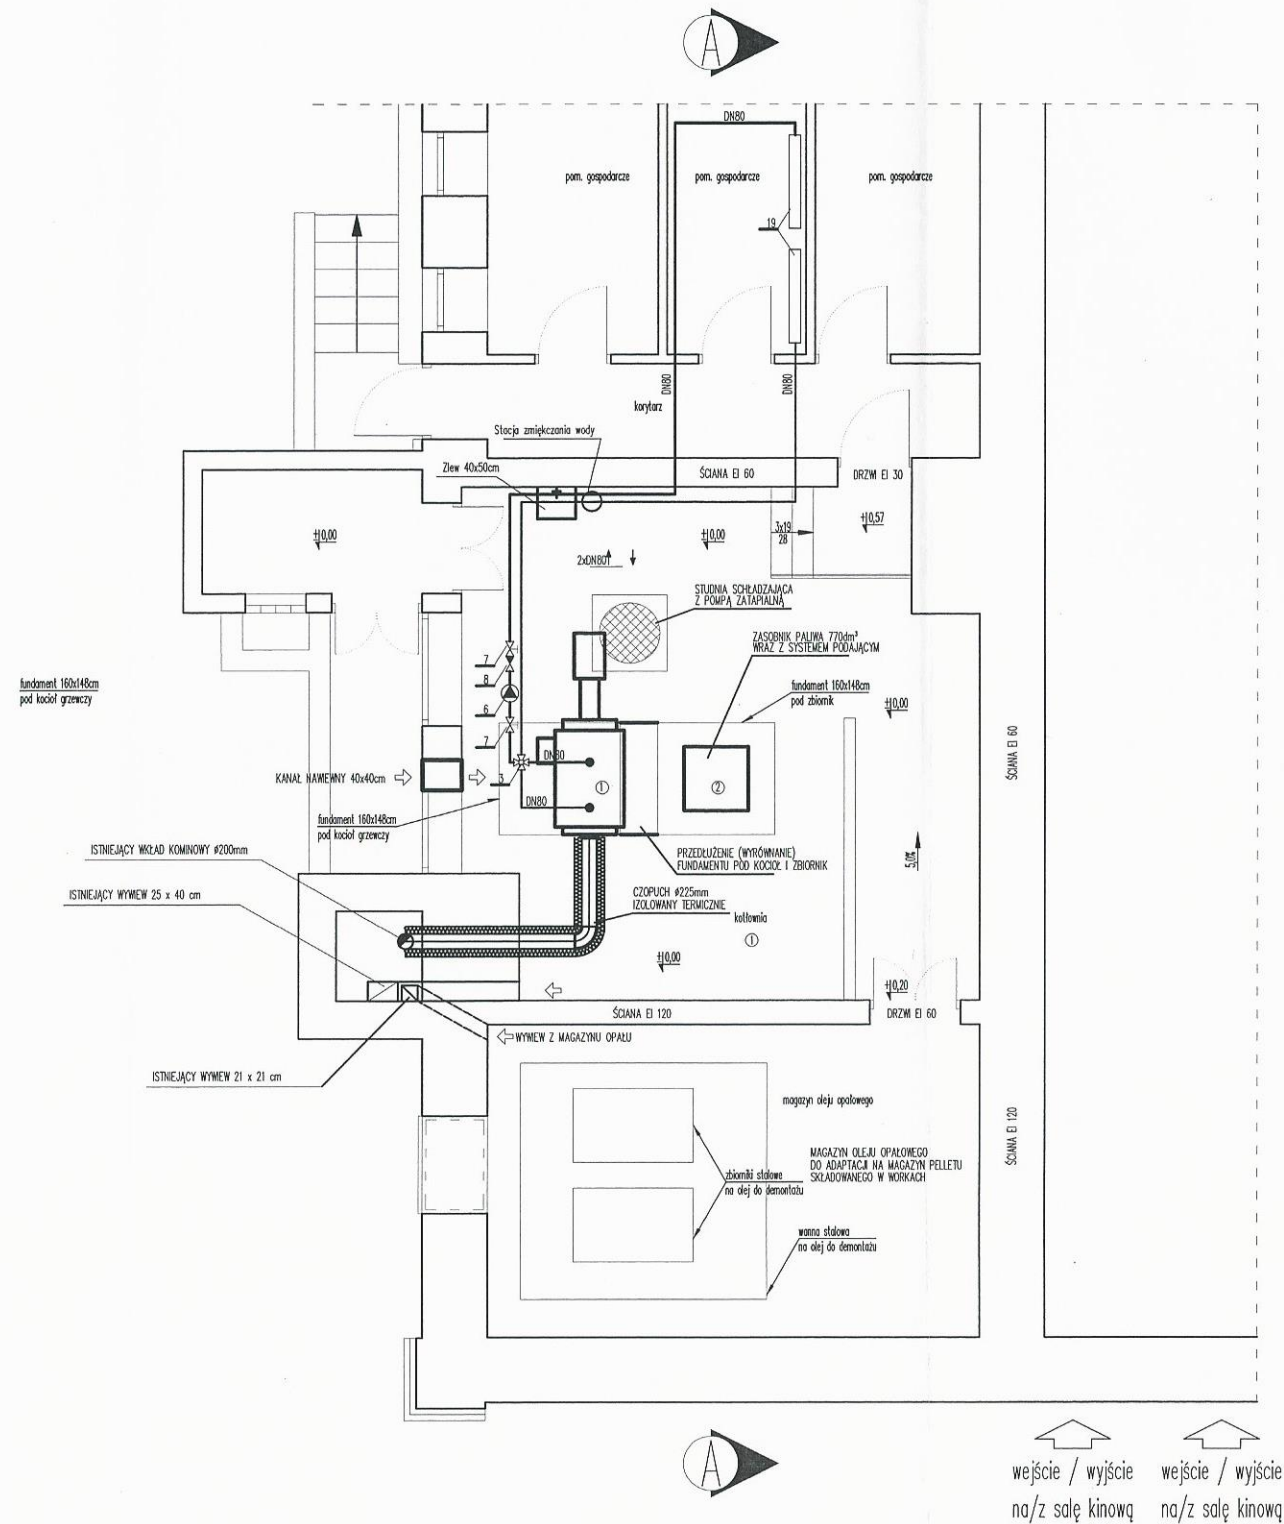 A
DN80
pom. gospodarcze
pom. gospodarcze
pom. gospodarcze
19
DN80
DN80
korytarz
Stacja zmiękczania wody
Zlew 40x50cm
ŚCIANA EI 60
DRZWI EI 30
±0,00
±0,00
+0,57
3x19
28
2xDN80
STUDNIA SCHŁADZAJĄCA
Z POMPĄ ZATAPIALNĄ
ZASOBNIK PALIWA 770dm³
WRAZ Z SYSTEMEM PODAJĄCYM
7
8
6
7
3
fundament 160x148cm
pod kocioł grzewczy
fundament 160x148cm
pod zbiornik
±0,00
ŚCIANA EI 60
KANAŁ NAWIEWNY 40x40cm
DN80
DN80
1
2
fundament 160x148cm
pod kocioł grzewczy
ISTNIEJĄCY WKŁAD KOMINOWY ø200mm
PRZEDŁUŻENIE (WYRÓWNANIE)
FUNDAMENTU POD KOCIOŁ I ZBIORNIK
5,0%
ISTNIEJĄCY WYWIEW 25 x 40 cm
CZOPUCH ø225mm
IZOLOWANY TERMICZNIE
kotłownia
1
±0,00
+0,20
ŚCIANA EI 120
DRZWI EI 60
WYWIEW Z MAGAZYNU OPAŁU
ISTNIEJĄCY WYWIEW 21 x 21 cm
magazyn oleju opałowego
ŚCIANA EI 120
MAGAZYN OLEJU OPAŁOWEGO
DO ADAPTACJI NA MAGAZYN PELLETU
SKŁADOWANEGO W WORKACH
zbiorniki stalowe
na olej do demontażu
wanna stalowa
na olej do demontażu
A
wejście / wyjście
na/z salę kinową
wejście / wyjście
na/z salę kinową